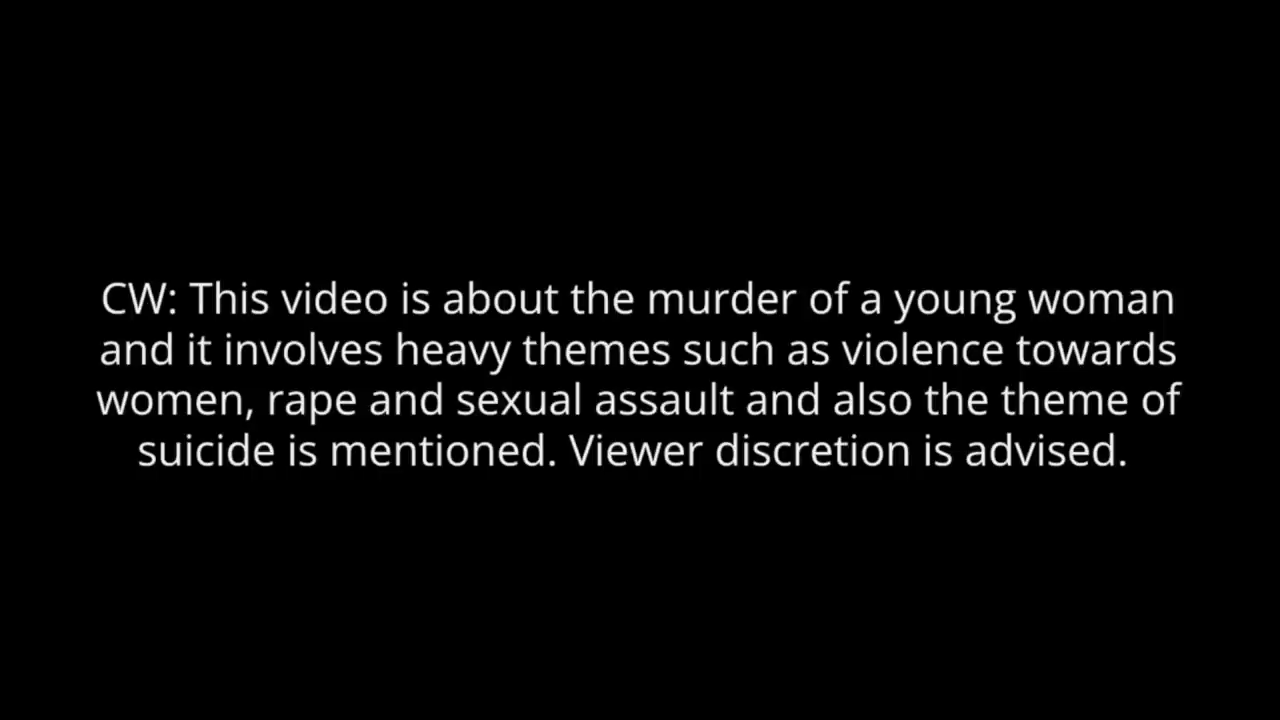 CW: This video is about the murder of a young woman
and it involves heavy themes such as violence towards
women, rape and sexual assault and also the theme of
suicide is mentioned. Viewer discretion is advised.